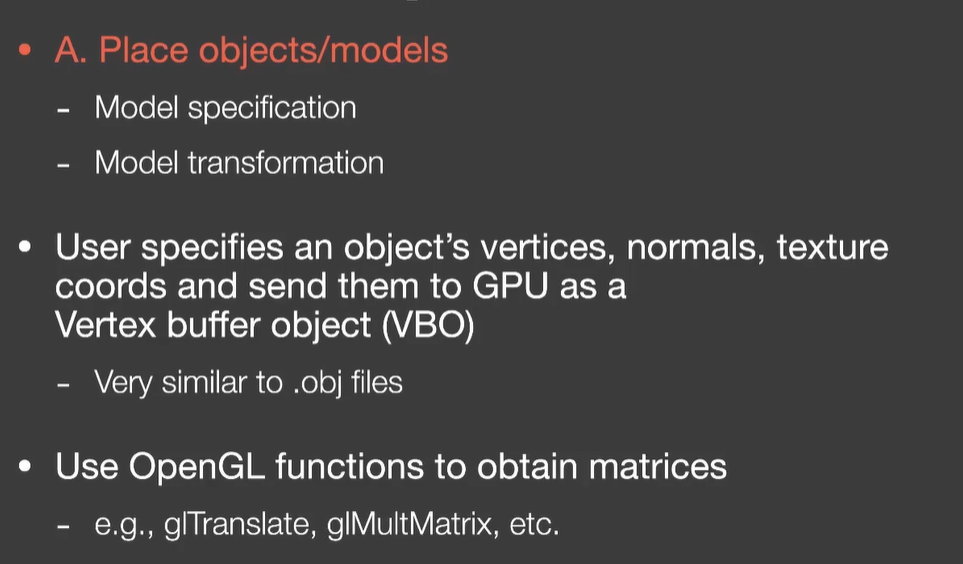 • A. Place objects/models
- Model specification
- Model transformation
• User specifies an object's vertices, normals, texture
coords and send them to GPU as a
Vertex buffer object (VBO)
- Very similar to .obj files
• Use OpenGL functions to obtain matrices
- e.g., glTranslate, glMultMatrix, etc.